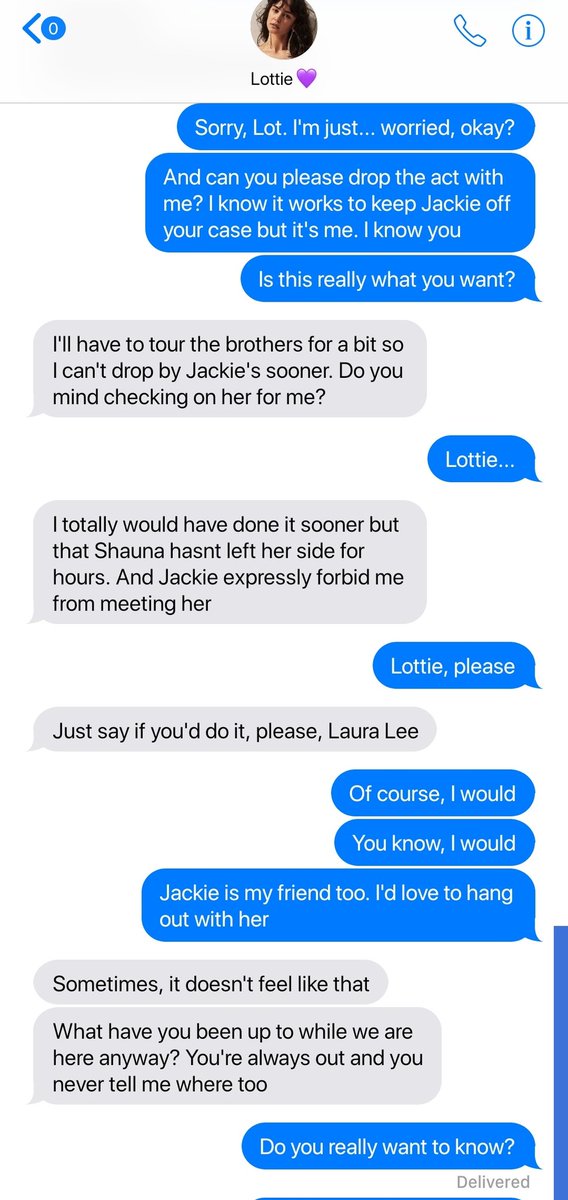 0
Lottie 💜
Sorry, Lot. I'm just... worried, okay?
And can you please drop the act with
me? I know it works to keep Jackie off
your case but it's me. I know you
Is this really what you want?
I'll have to tour the brothers for a bit so
I can't drop by Jackie's sooner. Do you
mind checking on her for me?
Lottie...
I totally would have done it sooner but
that Shauna hasnt left her side for
hours. And Jackie expressly forbid me
from meeting her
Lottie, please
Just say if you'd do it, please, Laura Lee
Of course, I would
You know, I would
Jackie is my friend too. I'd love to hang
out with her
Sometimes, it doesn't feel like that
What have you been up to while we are
here anyway? You're always out and you
never tell me where too
Do you really want to know?
Delivered